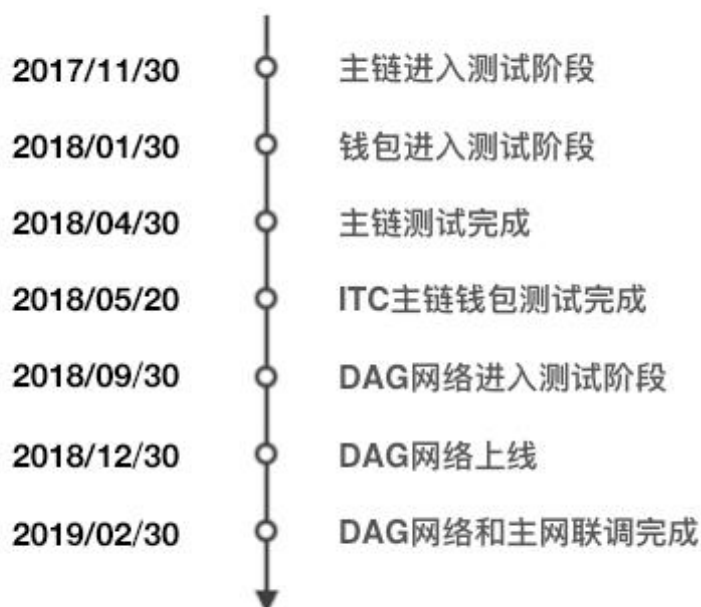 2017/11/30 主链进入测试阶段
2018/01/30 钱包进入测试阶段
2018/04/30 主链测试完成
2018/05/20 ITC主链钱包测试完成
2018/09/30 DAG网络进入测试阶段
2018/12/30 DAG网络上线
2019/02/30 DAG网络和主网联调完成